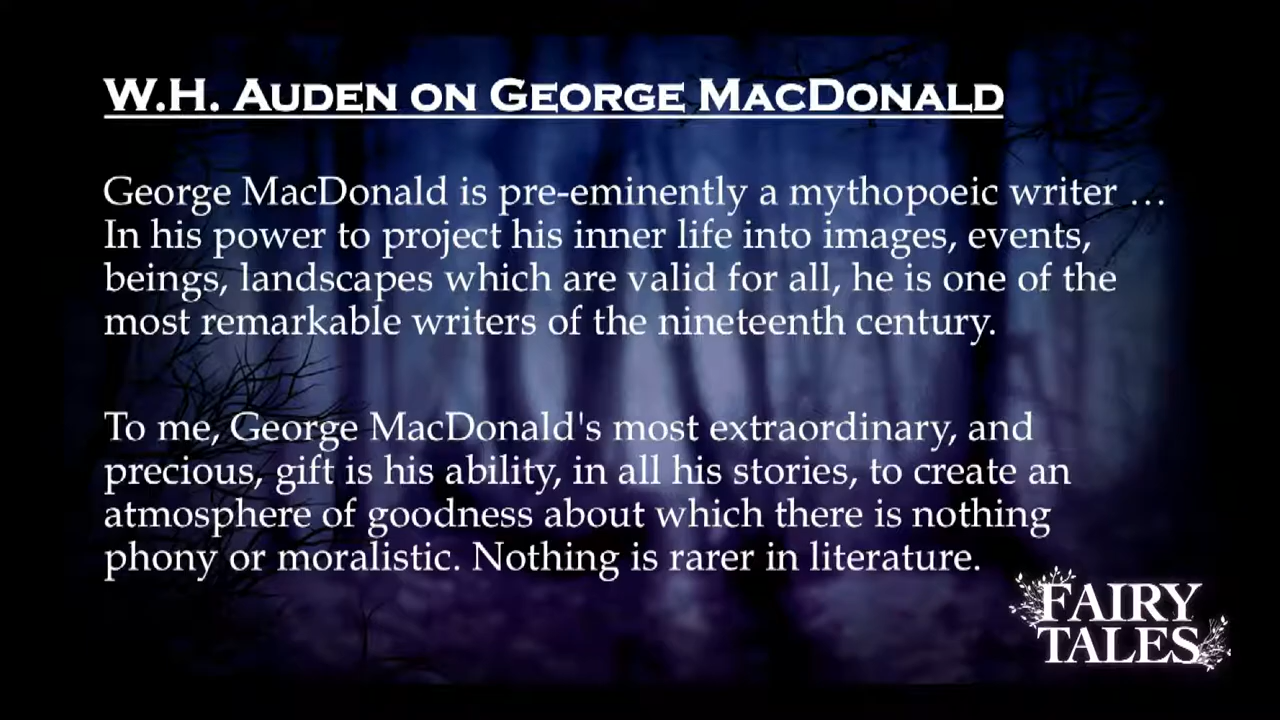 W.H. AUDEN ON GEORGE MACDONALD
George MacDonald is pre-eminently a mythopoeic writer …
In his power to project his inner life into images, events,
beings, landscapes which are valid for all, he is one of the
most remarkable writers of the nineteenth century.
To me, George MacDonald's most extraordinary, and
precious, gift is his ability, in all his stories, to create an
atmosphere of goodness about which there is nothing
phony or moralistic. Nothing is rarer in literature.
FAIRY
TALES